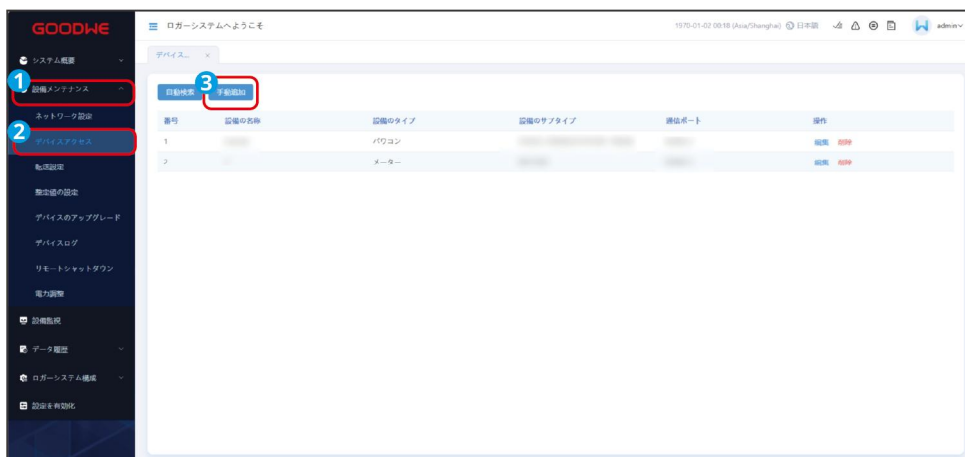 GOODWE
ロガーシステムへようこそ
1970-01-02 08:18 (Asia/Shanghai) 日本語
admin
システム概要
デバイス... ×
1
設備メンテナンス
3
自動検索
手動追加
ネットワータ設定
番号 設備の名称 設備のタイプ 設備のサブタイプ 通信ポート 操作
2
デバイスアクセス
1 パワコン 編集 削除
2 メーター 編集 削除
転送設定
整定値の設定
デバイスのアップグレード
デバイスログ
リモートシャットダウン
電力調整
設備監視
データ履歴
ロガーシステム構成
設定を有効化